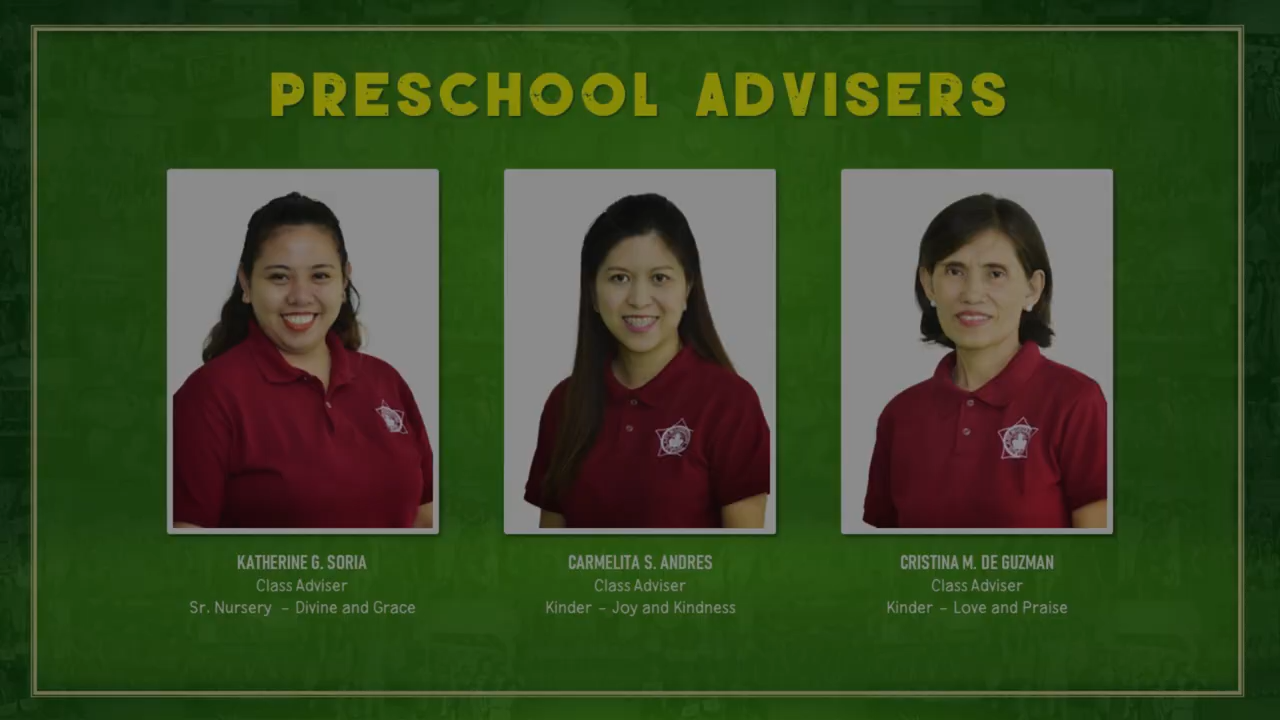 PRESCHOOL ADVISERS
KATHERINE G. SORIA
Class Adviser
Sr. Nursery - Divine and Grace
CARMELITA S. ANDRES
Class Adviser
Kinder - Joy and Kindness
CRISTINA M. DE GUZMAN
Class Adviser
Kinder - Love and Praise